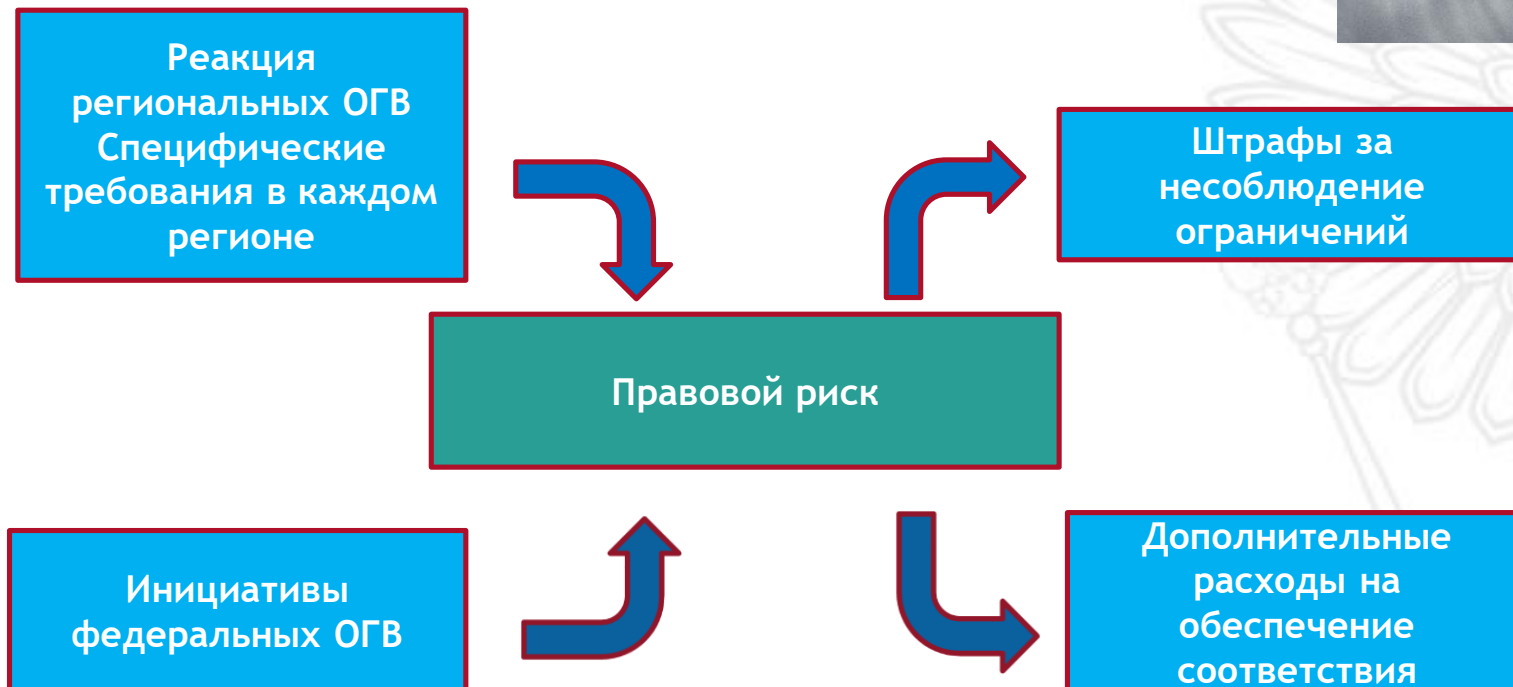 Реакция
региональных ОГВ
Специфические
требования в каждом
регионе
Штрафы за
несоблюдение
ограничений
Правовой риск
Инициативы
федеральных ОГВ
Дополнительные
расходы на
обеспечение
соответствия